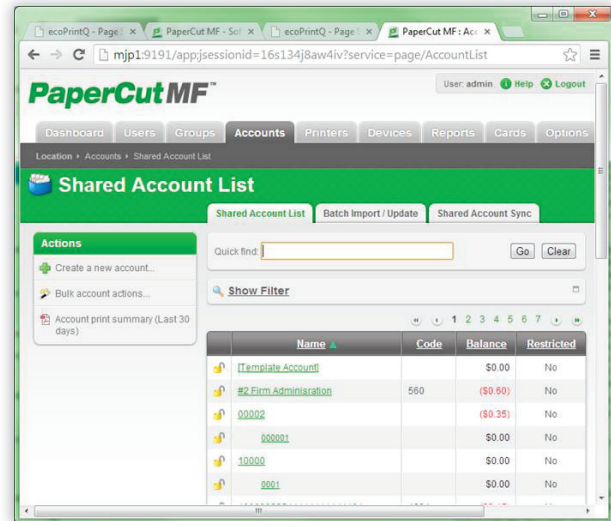 ecoPrintQ - Page
PaperCut MF - Sof
ecoPrintQ - Page
PaperCut MF : Acc
mjp1:9191/app;jsessionid=16s134j8aw4iv?service=page/AccountList
PaperCut MF™
User: admin Help Logout
Dashboard Users Groups Accounts Printers Devices Reports Cards Options
Location Accounts Shared Account List
Shared Account List
Shared Account List Batch Import / Update Shared Account Sync
Actions
Create a new account...
Bulk account actions...
Account print summary (Last 30
days)
Quick find: Go Clear
Show Filter
1 2 3 4 5 6 7
Name Code Balance Restricted
[Template Account] $0.00 No
#2 Firm Adminisration 560 ($0.60) No
00002 ($0.35) No
000001 $0.00 No
10000 $0.00 No
0001 $0.00 No